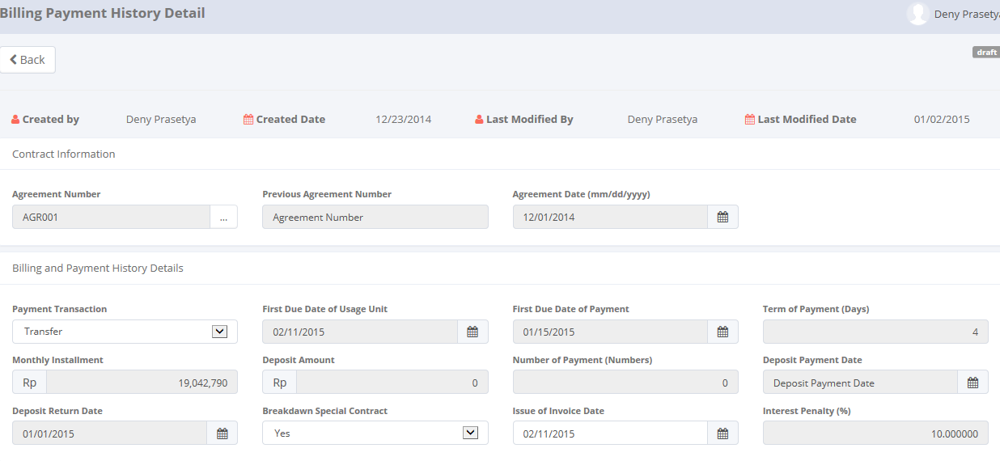 Billing Payment History Detail
Deny Prasetya
Back
draft
Created by Deny Prasetya Created Date 12/23/2014 Last Modified By Deny Prasetya Last Modified Date 01/02/2015
Contract Information
Agreement Number Previous Agreement Number Agreement Date (mm/dd/yyyy)
AGR001 ... Agreement Number 12/01/2014
Billing and Payment History Details
Payment Transaction First Due Date of Usage Unit First Due Date of Payment Term of Payment (Days)
Transfer 02/11/2015 01/15/2015 4
Monthly Installment Deposit Amount Number of Payment (Numbers) Deposit Payment Date
Rp 19,042,790 Rp 0 0 Deposit Payment Date
Deposit Return Date Breakdawn Special Contract Issue of Invoice Date Interest Penalty (%)
01/01/2015 Yes 02/11/2015 10.000000